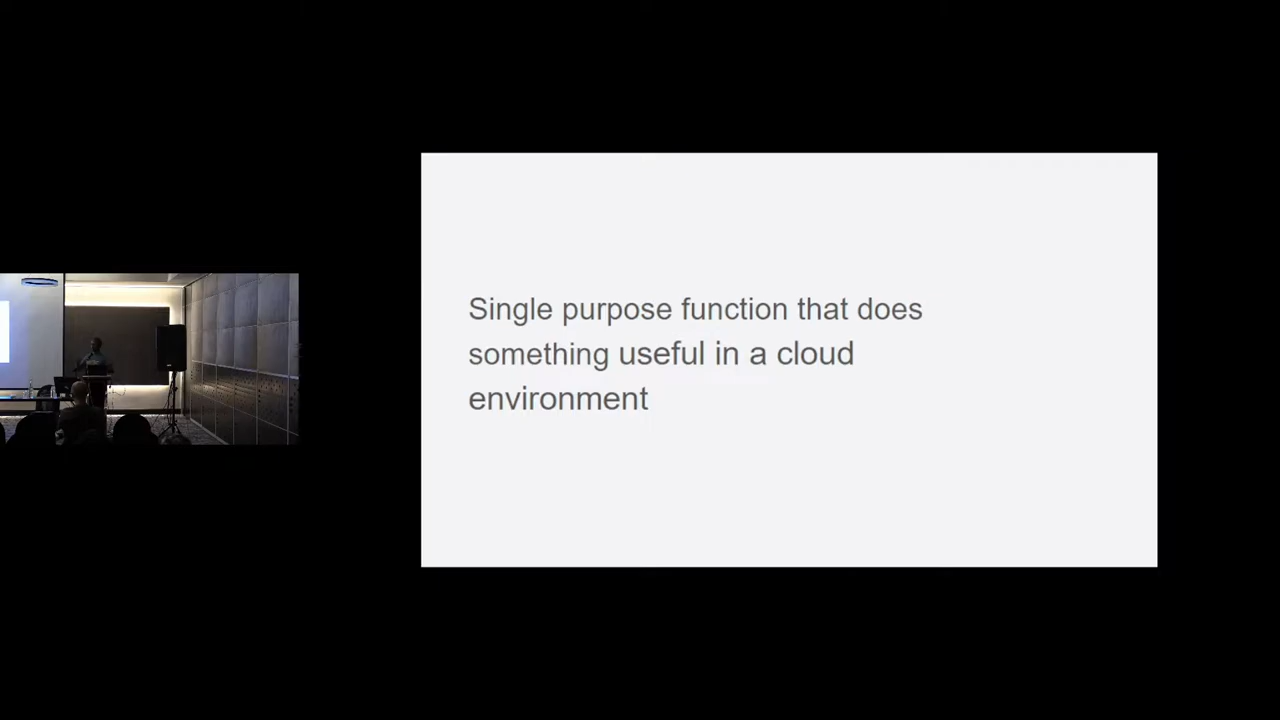 Single purpose function that does
something useful in a cloud
environment